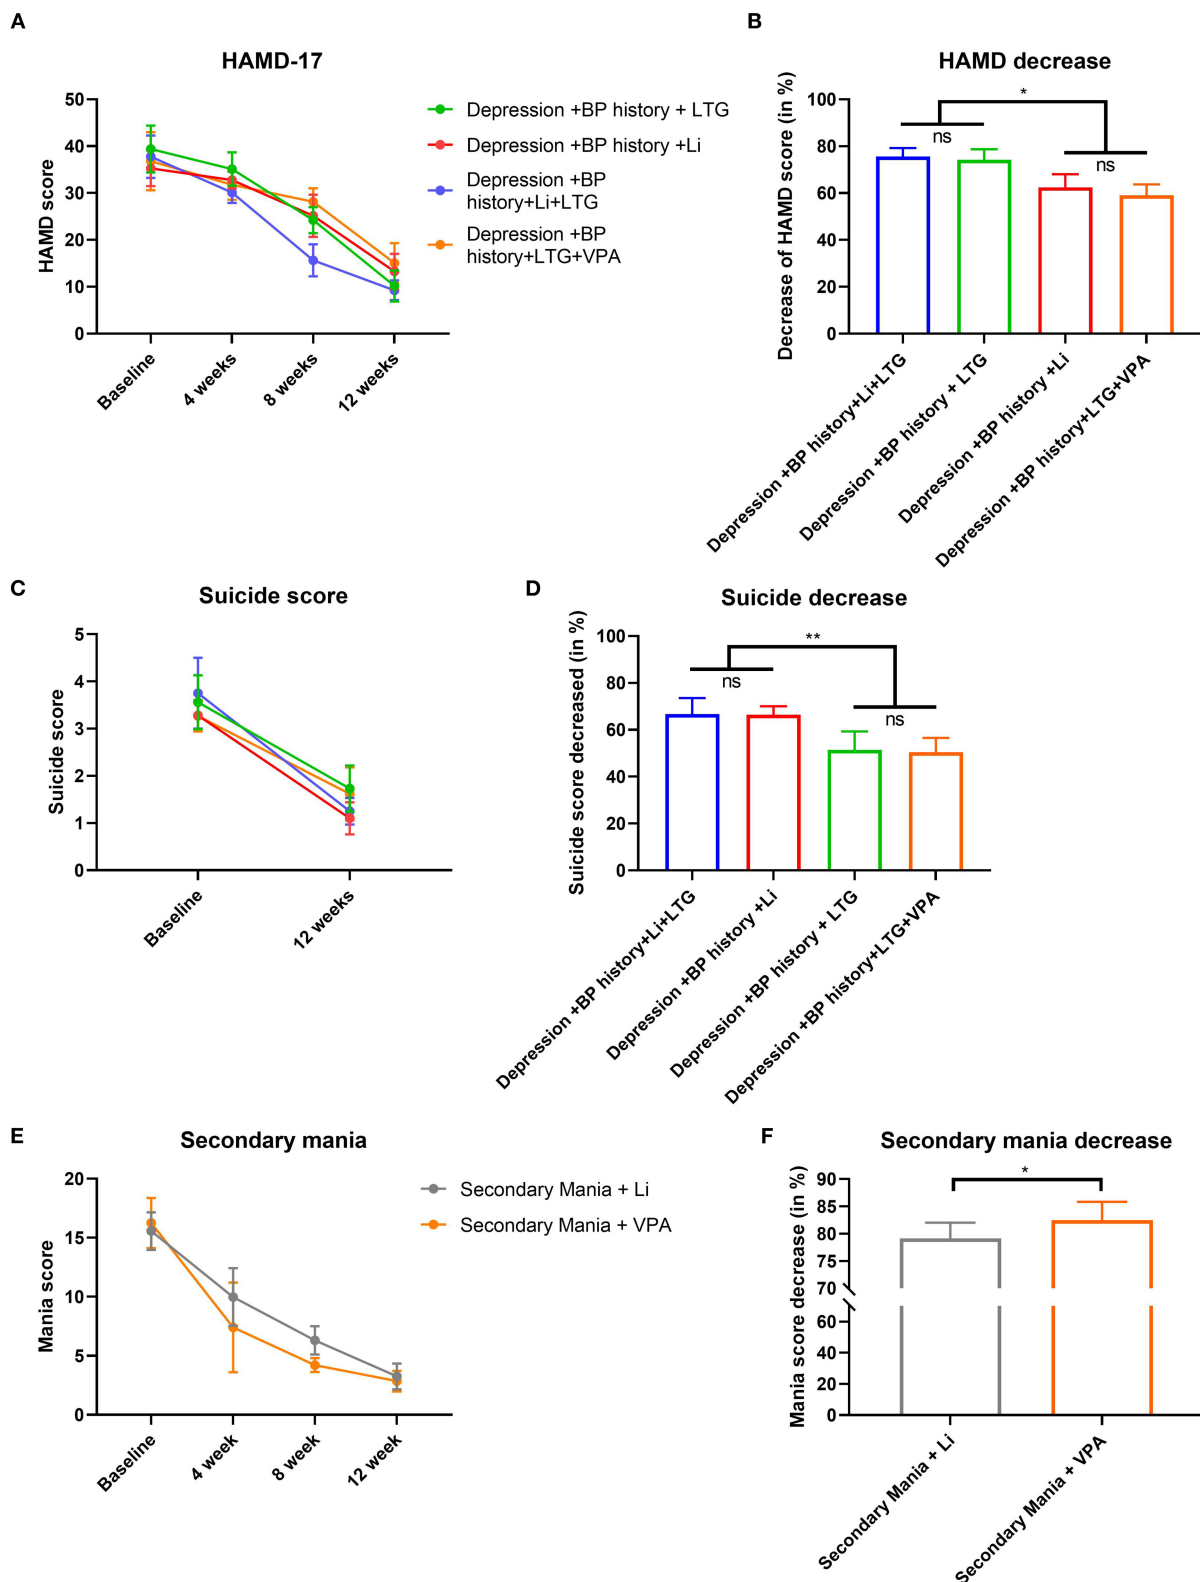 A
HAMD-17
HAMD score
50
40
30
20
10
0
Baseline
4 weeks
8 weeks
12 weeks
Depression +BP history + LTG
Depression +BP history +Li
Depression +BP
history+Li+LTG
Depression +BP
history+LTG+VPA
B
HAMD decrease
Decrease of HAMD score (in %)
100
80
60
40
20
0
*
ns
ns
Depression +BP history+Li+LTG
Depression +BP history + LTG
Depression +BP history +Li
Depression +BP history+LTG+VPA
C
Suicide score
Suicide score
5
4
3
2
1
0
Baseline
12 weeks
D
Suicide decrease
Suicide score decreased (in %)
100
80
60
40
20
0
**
ns
ns
Depression +BP history+Li+LTG
Depression +BP history +Li
Depression +BP history + LTG
Depression +BP history+LTG+VPA
E
Secondary mania
Mania score
20
15
10
5
0
Baseline
4 week
8 week
12 week
Secondary Mania + Li
Secondary Mania + VPA
F
Secondary mania decrease
Mania score decrease (in %)
90
85
80
75
70
60
40
20
0
*
Secondary Mania + Li
Secondary Mania + VPA